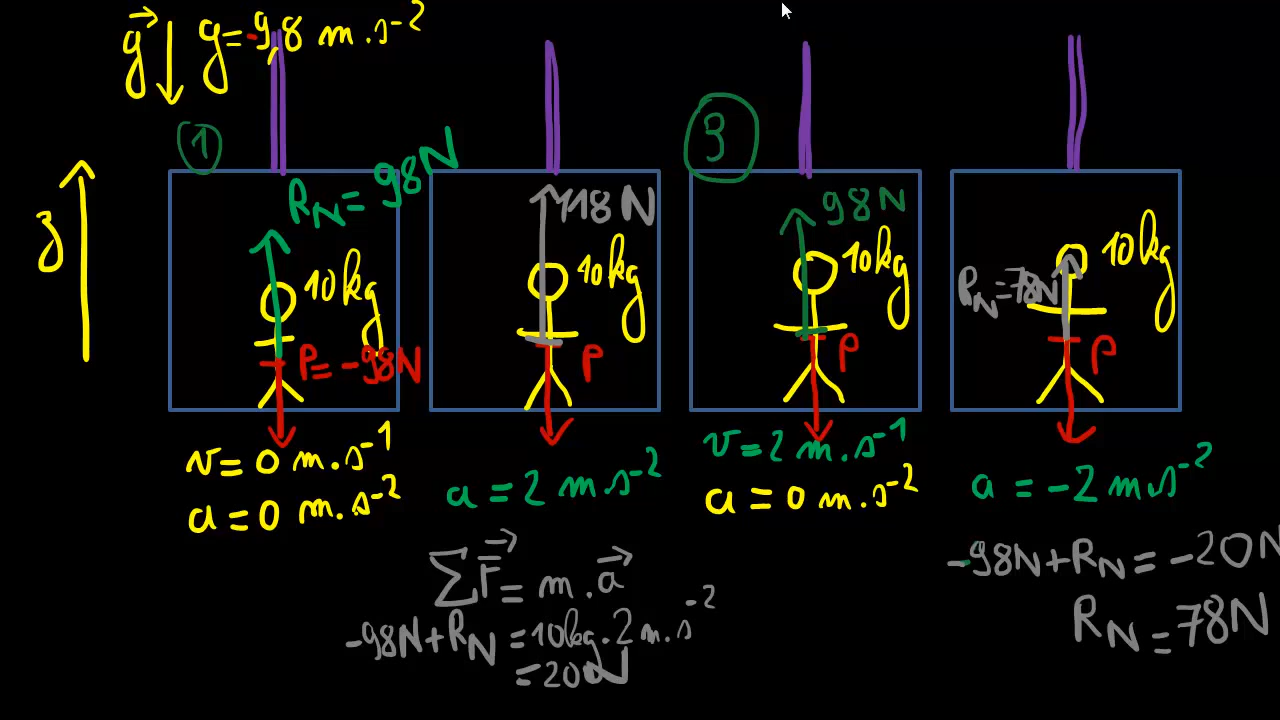 g⃗ g = -9,8 m.s⁻²
1
3
z
R_N = 98N
118N
98N
10kg
10kg
10kg
10kg
R_N = 78N
P = -98N
P
P
P
v = 0 m.s⁻¹
a = 0 m.s⁻²
a = 2 m.s⁻²
v = 2 m.s⁻¹
a = 0 m.s⁻²
a = -2 m.s⁻²
∑F⃗ = m.a⃗
-98N + R_N = 10kg.2m.s⁻²
= 20N
-98N + R_N = -20N
R_N = 78N